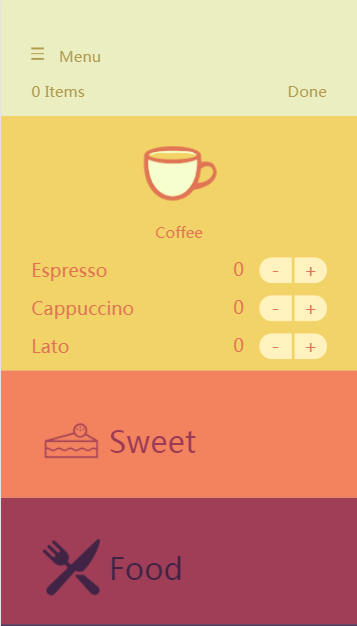 ☰ Menu
0 Items Done
Coffee
Espresso 0 - +
Cappuccino 0 - +
Lato 0 - +
Sweet
Food